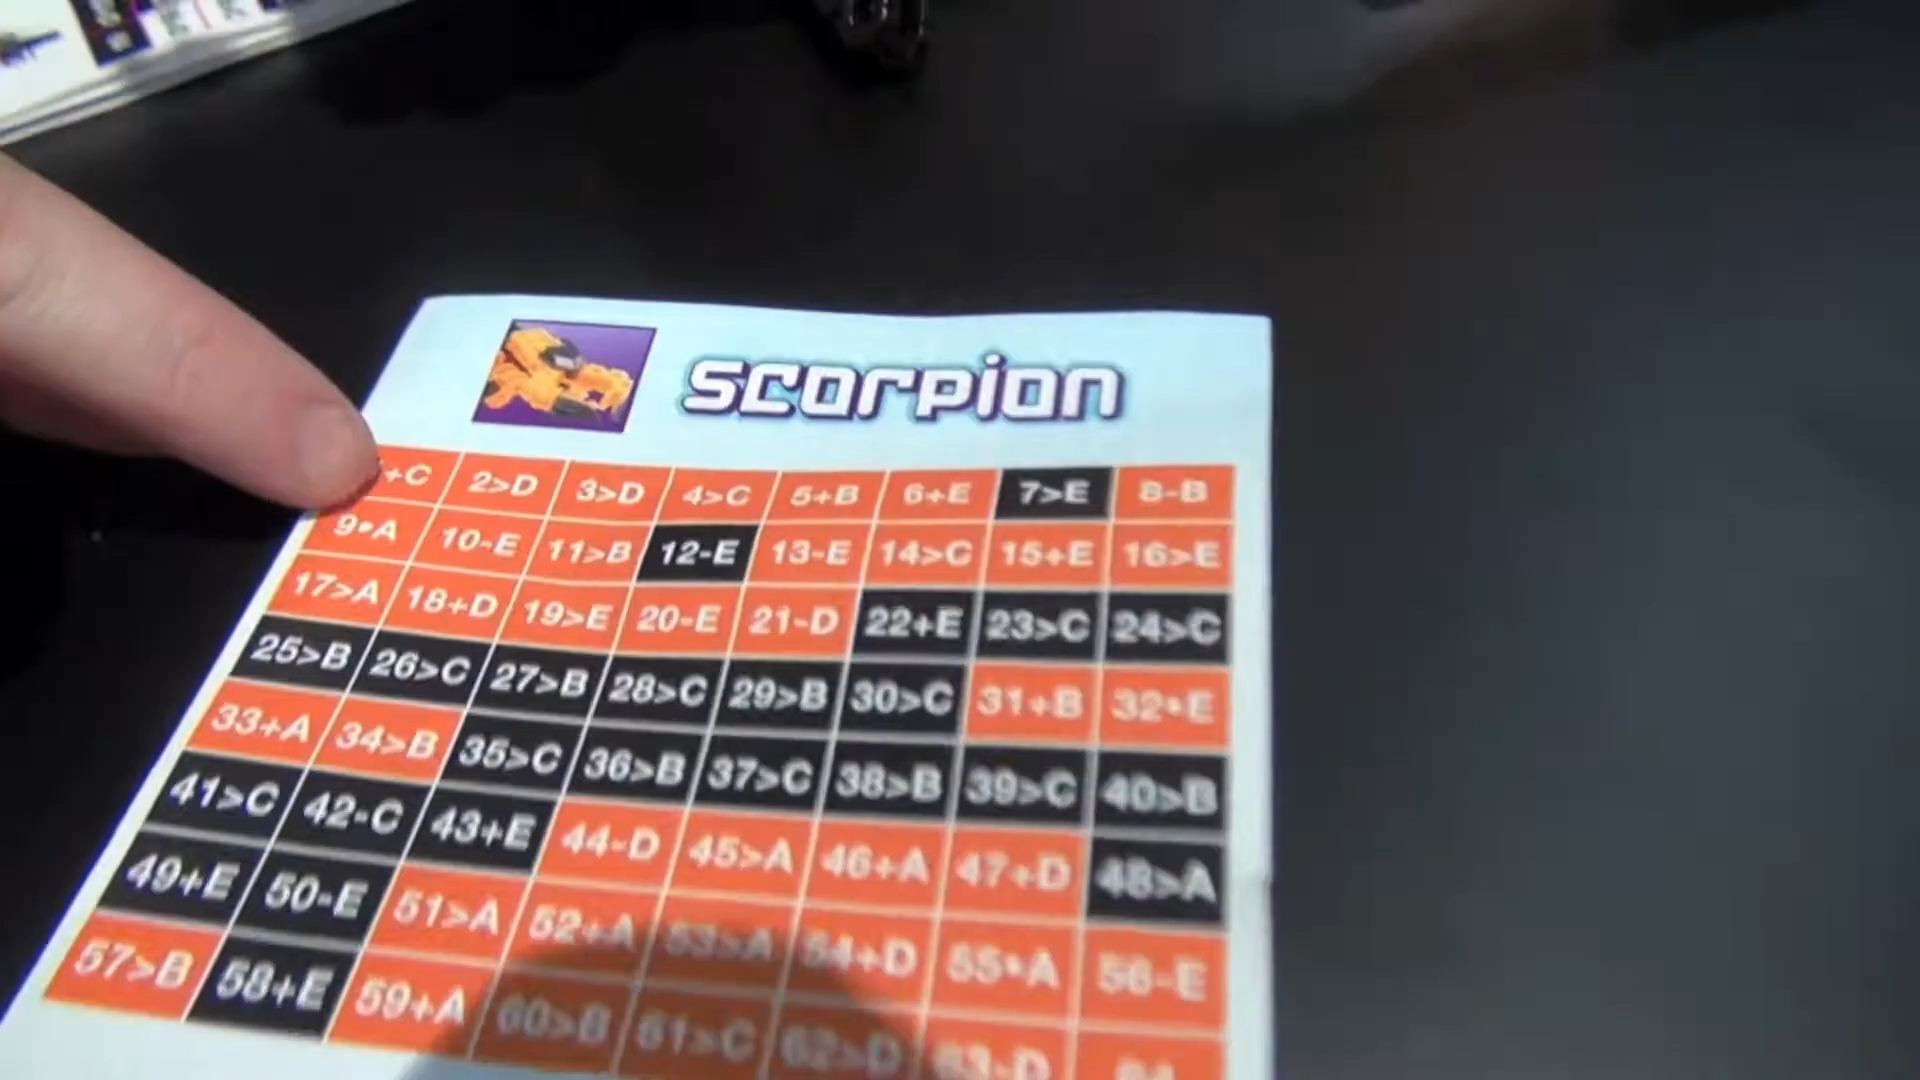 scorpion
+C 2>D 3>D 4>C 5+B 6+E 7>E 8-B
9•A 10-E 11>B 12-E 13-E 14>C 15+E 16>E
17>A 18+D 19>E 20-E 21-D 22+E 23>C 24>C
25>B 26>C 27>B 28>C 29>B 30>C 31+B 32•E
33+A 34>B 35>C 36>B 37>C 38>B 39>C 40>B
41>C 42-C 43+E 44-D 45>A 46+A 47+D 48>A
49+E 50-E 51>A 52+A 53>A 54+D 55•A 56-E
57>B 58+E 59+A 60>B 61>C 62>D 63-D